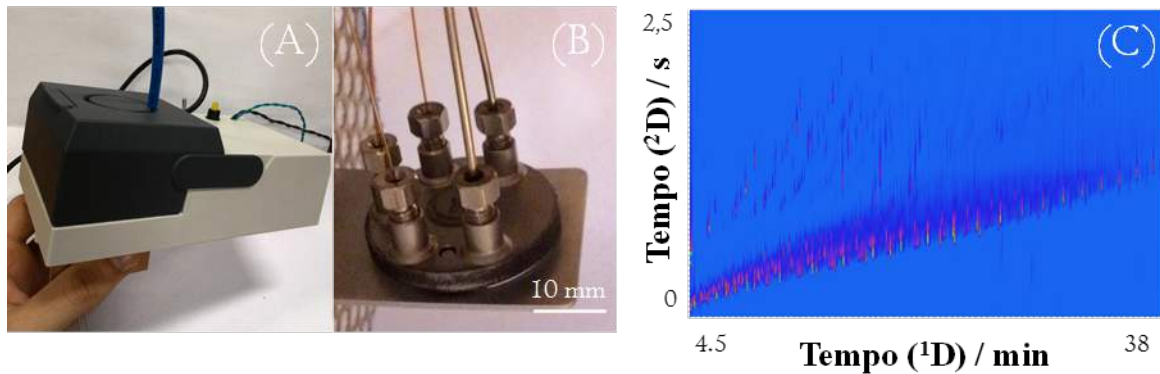 (A)
(B)
10 mm
(C)
2,5
Tempo (²D) / s
0
4.5
Tempo (¹D) / min
38